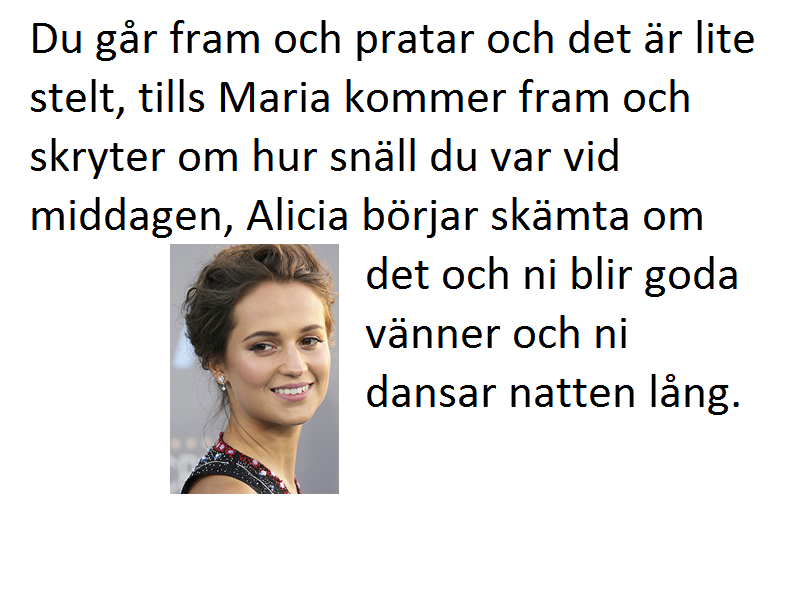 Du går fram och pratar och det är lite
stelt, tills Maria kommer fram och
skryter om hur snäll du var vid
middagen, Alicia börjar skämta om
det och ni blir goda
vänner och ni
dansar natten lång.